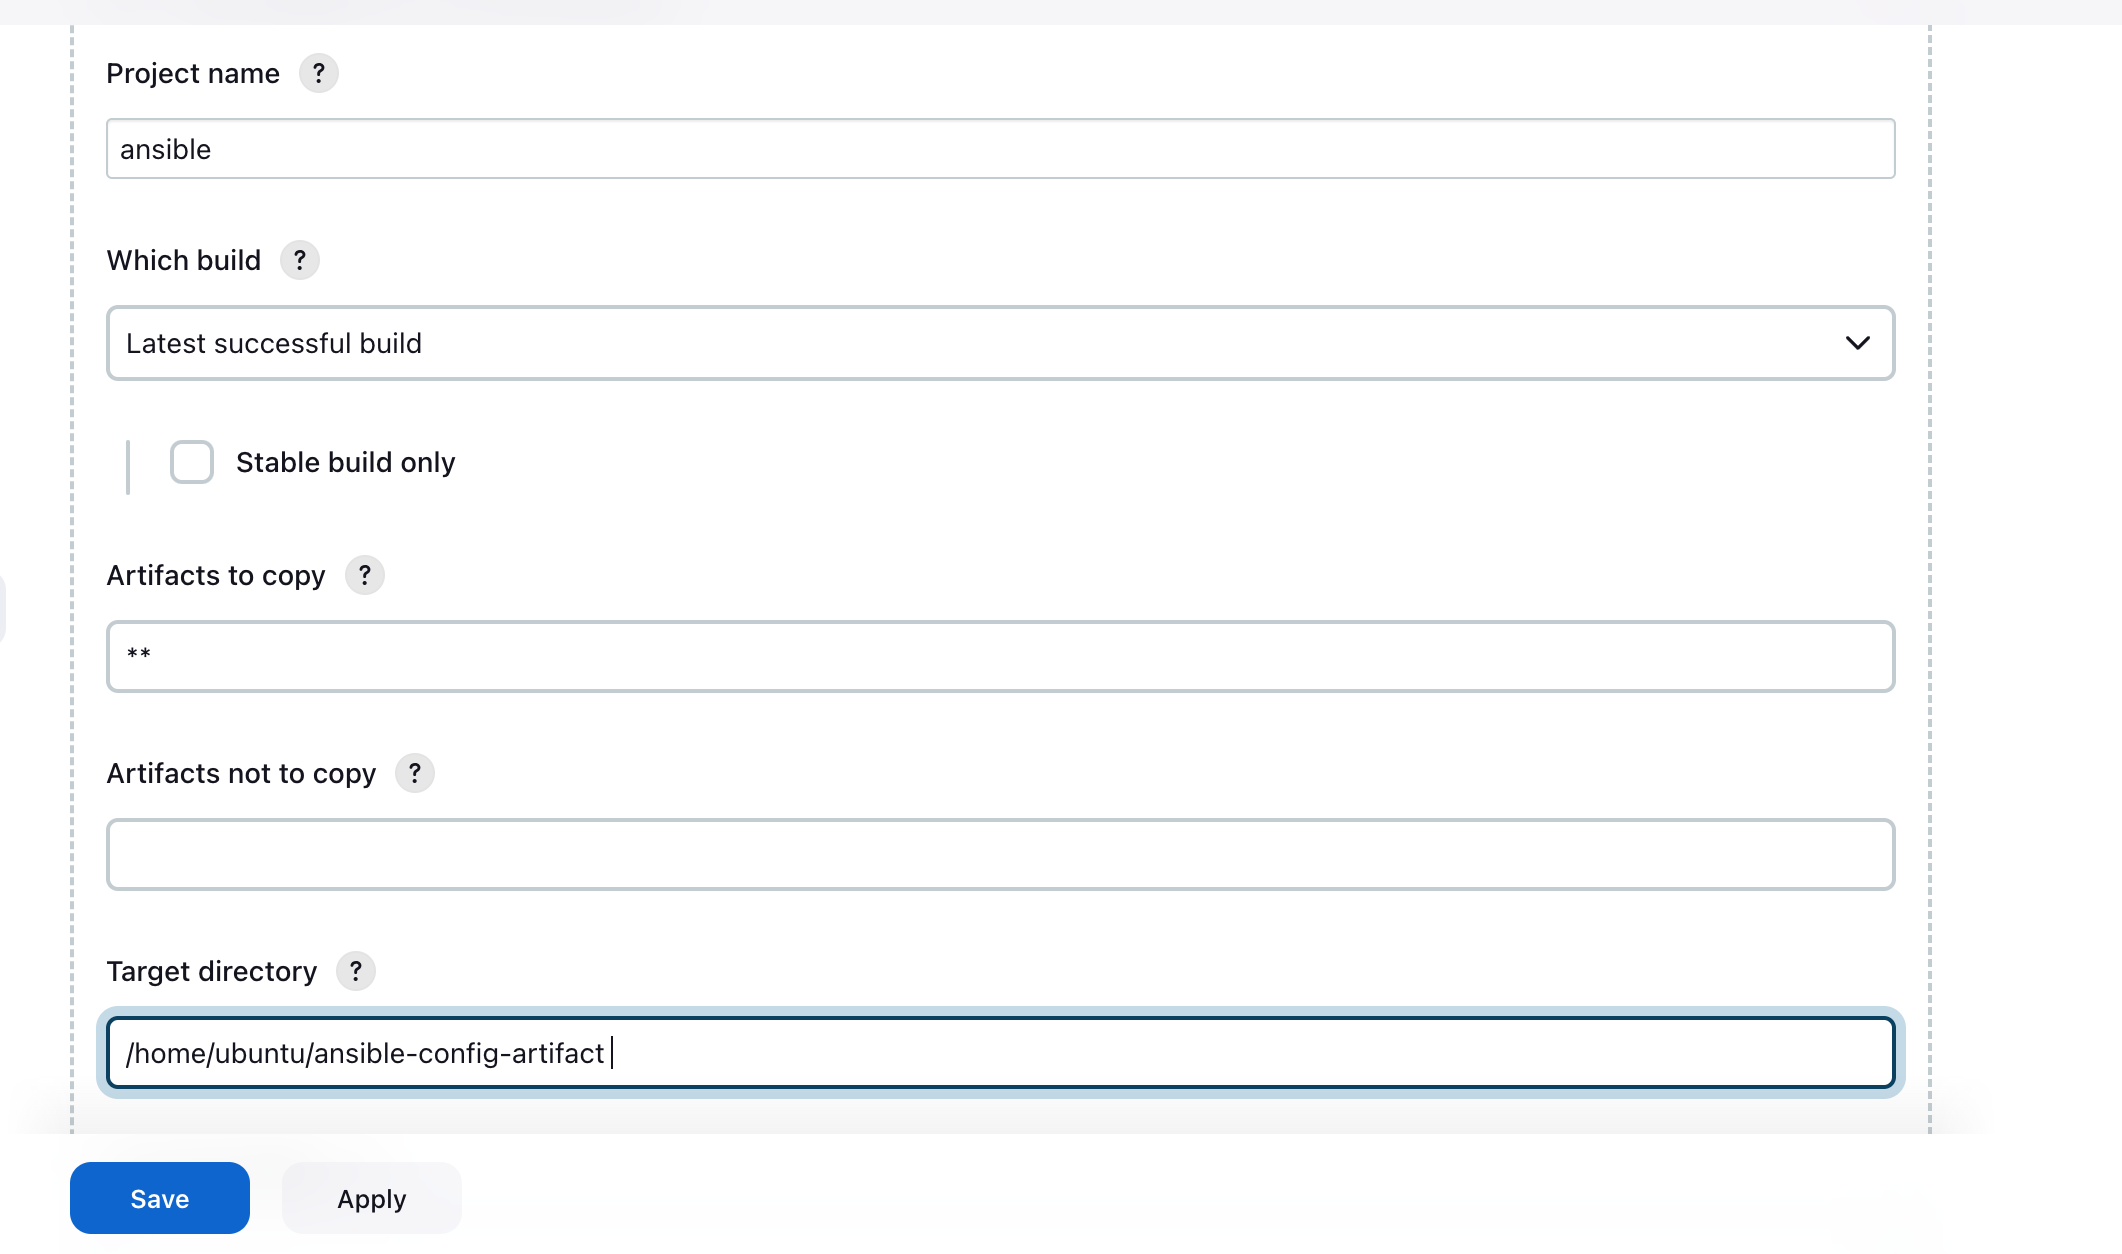 Project name ?
ansible
Which build ?
Latest successful build
Stable build only
Artifacts to copy ?
**
Artifacts not to copy ?
Target directory ?
/home/ubuntu/ansible-config-artifact
Save
Apply